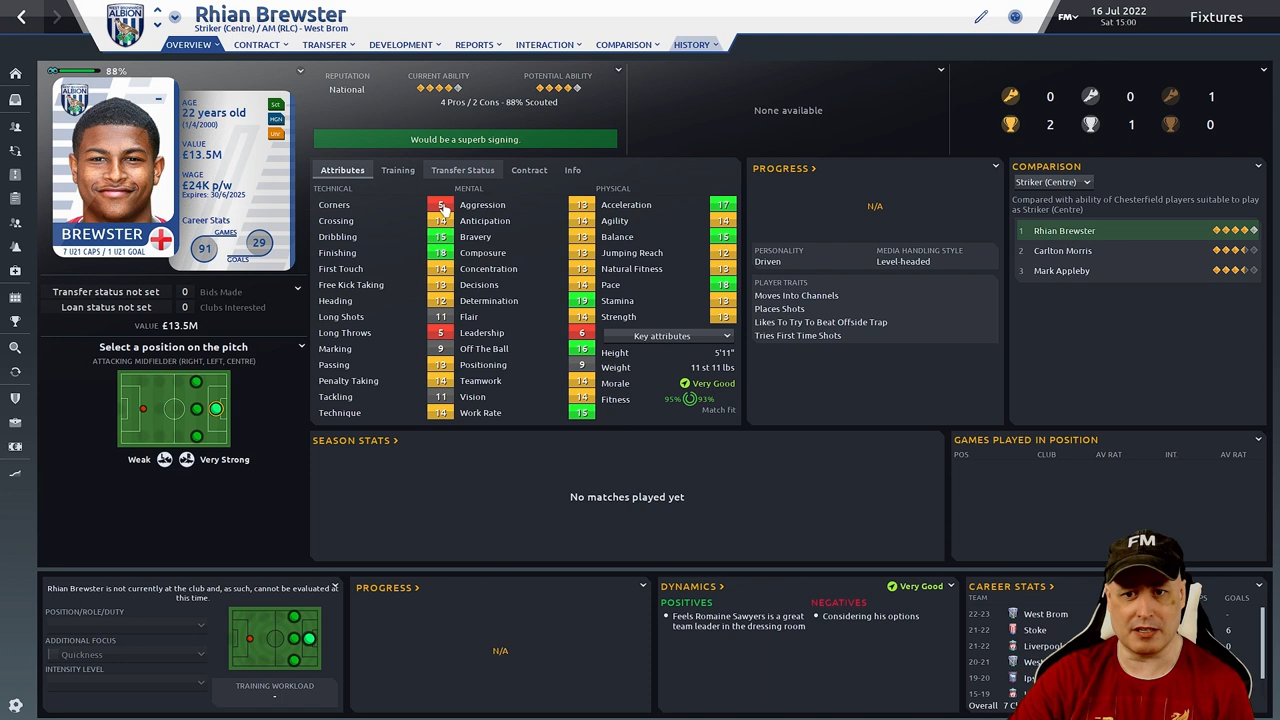 Rhian Brewster
Striker (Centre) / AM (RLC) - West Brom
16 Jul 2022
Sat 15:00
FM
Fixtures
OVERVIEW
CONTRACT
TRANSFER
DEVELOPMENT
REPORTS
INTERACTION
COMPARISON
HISTORY
88%
AGE
22 years old
(1/4/2000)
VALUE
£13.5M
WAGE
£24K p/w
Expires: 30/6/2025
Career Stats
GAMES
91
29
GOALS
Sct
HGN
BREWSTER
7 U21 CAPS / 1 U21 GOAL
Transfer status not set 0 Bids Made
Loan status not set 0 Clubs Interested
VALUE £13.5M
Select a position on the pitch
ATTACKING MIDFIELDER (RIGHT, LEFT, CENTRE)
Weak Very Strong
REPUTATION
National
CURRENT ABILITY
POTENTIAL ABILITY
4 Pros / 2 Cons - 88% Scouted
Would be a superb signing.
None available
0 0 1
2 1 0
Attributes Training Transfer Status Contract Info
TECHNICAL MENTAL PHYSICAL
Corners 5 Aggression 13 Acceleration 17
Crossing 14 Anticipation 14 Agility 14
Dribbling 15 Bravery 13 Balance 15
Finishing 18 Composure 13 Jumping Reach 12
First Touch 14 Concentration 13 Natural Fitness 13
Free Kick Taking 13 Decisions 14 Pace 18
Heading 12 Determination 19 Stamina 13
Long Shots 11 Flair 14 Strength 13
Long Throws 5 Leadership 6 Key attributes
Marking 9 Off The Ball 16 Height 5'11"
Passing 13 Positioning 9 Weight 11 st 11 lbs
Penalty Taking 14 Teamwork 14 Morale Very Good
Tackling 11 Vision 14 Fitness 95% 93%
Technique 14 Work Rate 15 Match fit
PROGRESS >
N/A
PERSONALITY
Driven
MEDIA HANDLING STYLE
Level-headed
PLAYER TRAITS
Moves Into Channels
Places Shots
Likes To Try To Beat Offside Trap
Tries First Time Shots
COMPARISON
Striker (Centre)
Compared with ability of Chesterfield players suitable to play
as Striker (Centre)
1 Rhian Brewster
2 Carlton Morris
3 Mark Appleby
SEASON STATS >
No matches played yet
GAMES PLAYED IN POSITION
POS CLUB AV RAT INT. AV RAT
Rhian Brewster is not currently at the club and, as such, cannot be evaluated at
this time.
POSITION/ROLE/DUTY
ADDITIONAL FOCUS
Quickness
INTENSITY LEVEL
TRAINING WORKLOAD
-
PROGRESS >
N/A
DYNAMICS > Very Good
POSITIVES
• Feels Romaine Sawyers is a great
team leader in the dressing room
NEGATIVES
• Considering his options
FM
CAREER STATS >
TEAM GOALS
22-23 West Brom -
21-22 Stoke 6
21-22 Liverpool 0
20-21 West
19-20 Ips
15-19
Overall